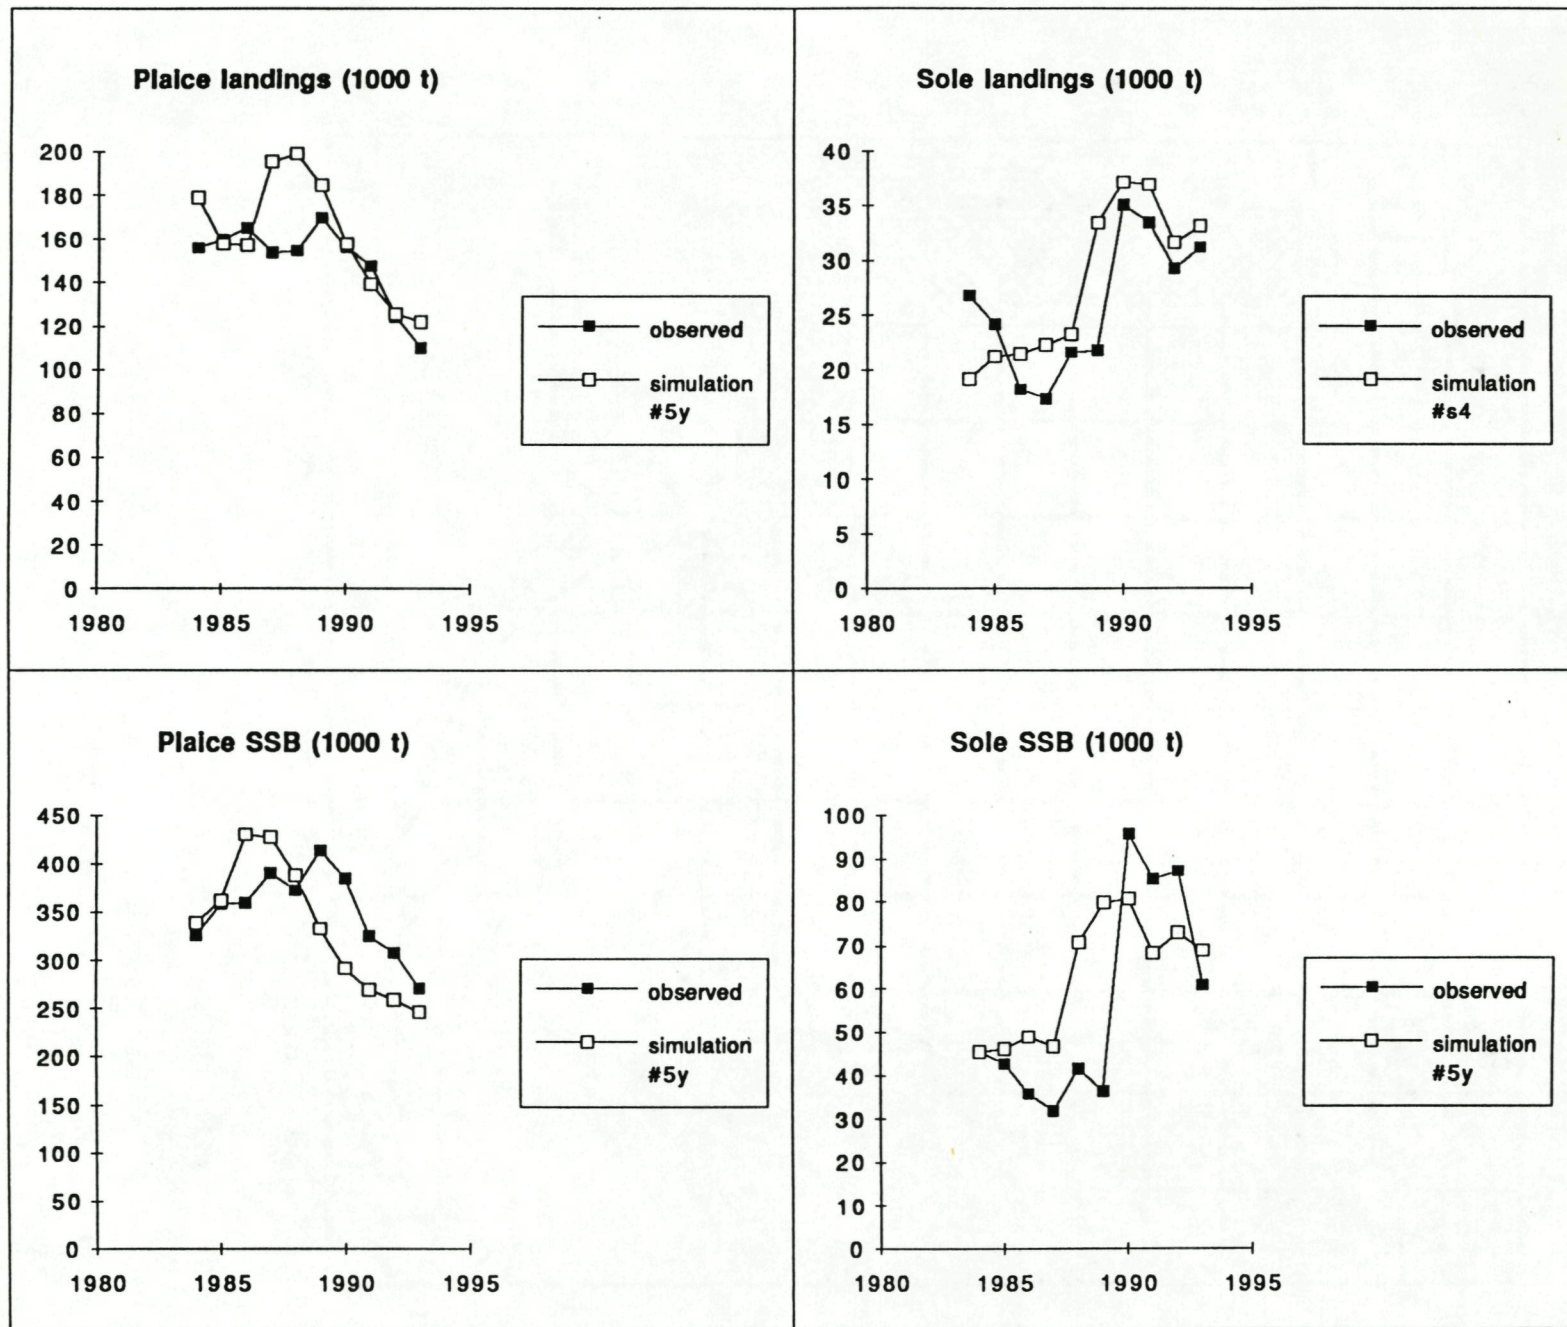 Plaice landings (1000 t)
200
180
160
140
120
100
80
60
40
20
0
1980 1985 1990 1995
observed
simulation
#5y
Sole landings (1000 t)
40
35
30
25
20
15
10
5
0
1980 1985 1990 1995
observed
simulation
#s4
Plaice SSB (1000 t)
450
400
350
300
250
200
150
100
50
0
1980 1985 1990 1995
observed
simulation
#5y
Sole SSB (1000 t)
100
90
80
70
60
50
40
30
20
10
0
1980 1985 1990 1995
observed
simulation
#5y